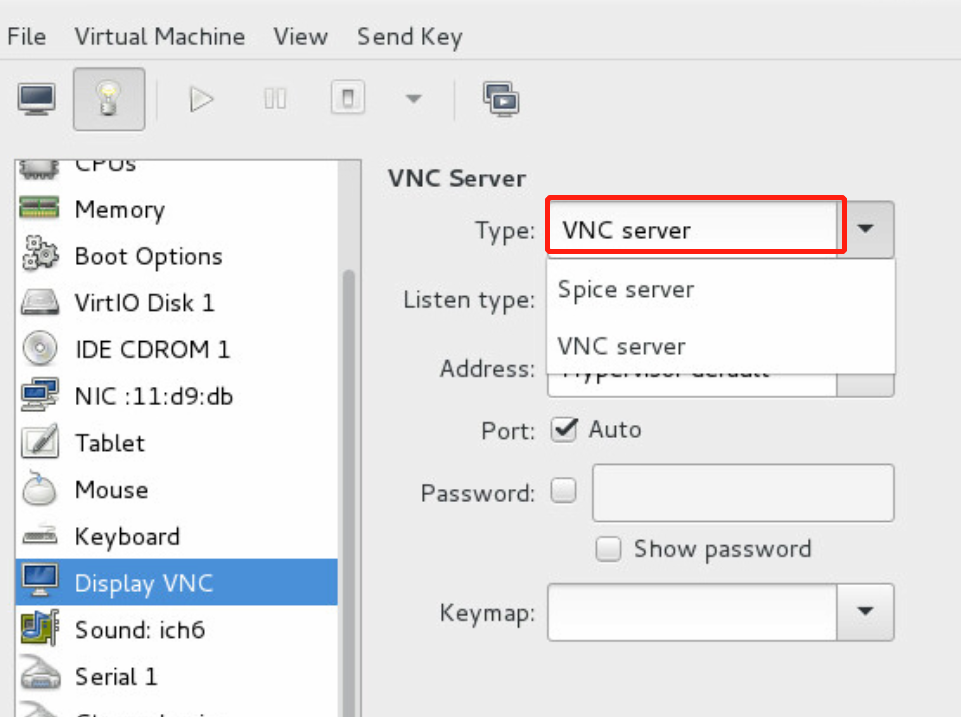 File Virtual Machine View Send Key
CPUs
Memory
Boot Options
VirtIO Disk 1
IDE CDROM 1
NIC :11:d9:db
Tablet
Mouse
Keyboard
Display VNC
Sound: ich6
Serial 1
VNC Server
Type: VNC server
Spice server
Listen type:
VNC server
Address: Hypervisor default
Port: Auto
Password:
Show password
Keymap: